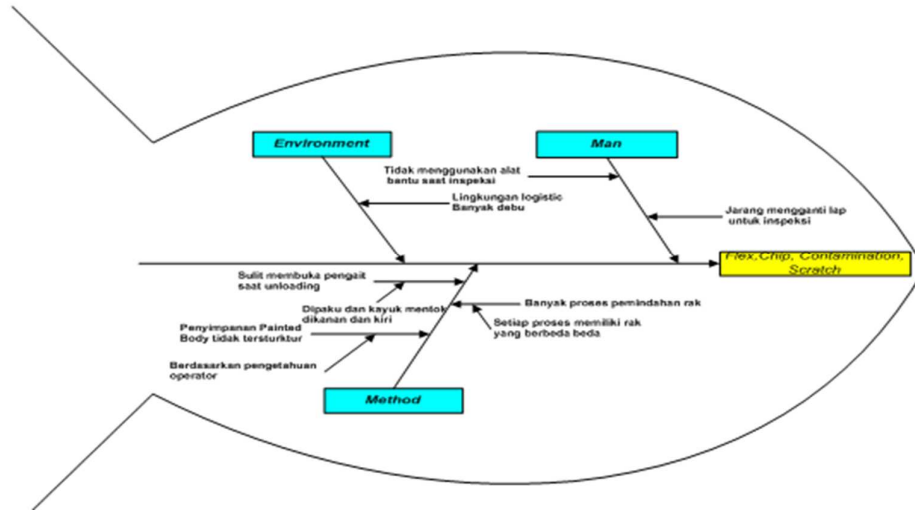 Environment
Man
Tidak menggunakan alat
bantu saat inspeksi
Lingkungan logistic
Banyak debu
Jarang mengganti lap
untuk inspeksi
Flex,Chip, Contamination,
Scratch
Sulit membuka pengait
saat unloading
Dipaku dan kayuk mentok
dikanan dan kiri
Banyak proses pemindahan rak
Setiap proses memiliki rak
yang berbeda beda
Penyimpanan Painted
Body tidak tersturktur
Berdasarkan pengetahuan
operator
Method